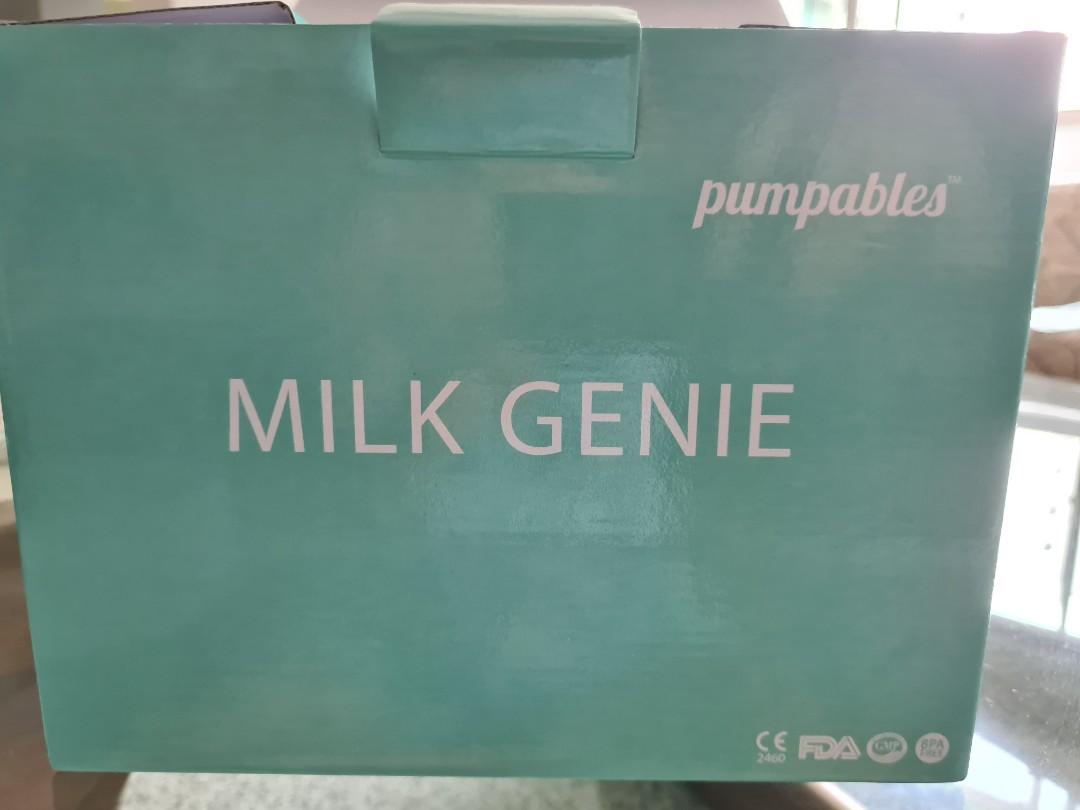 pumpables™
MILK GENIE
CE FDA GMP BPA
2460 FREE